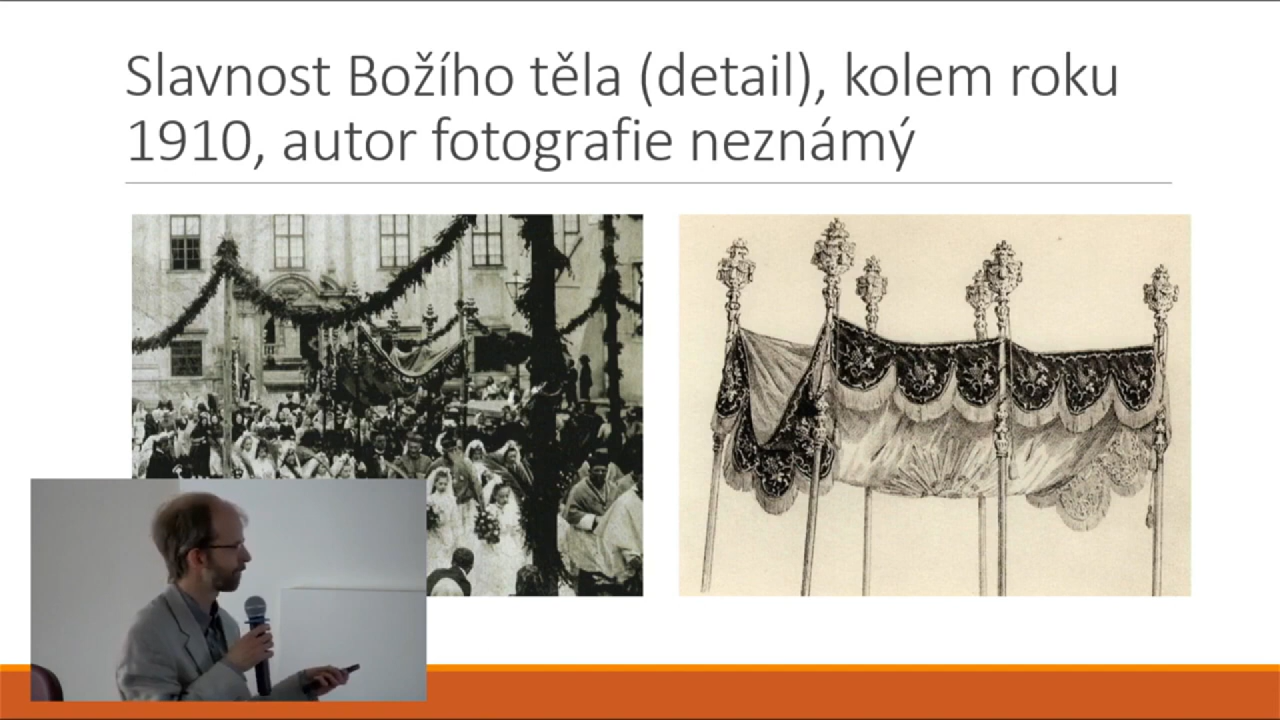 Slavnost Božího těla (detail), kolem roku
1910, autor fotografie neznámý